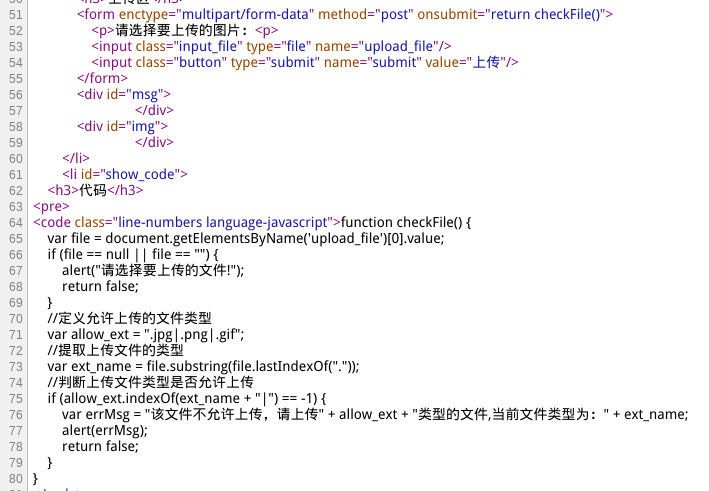 50 <h3>上传区</h3>
51 <form enctype="multipart/form-data" method="post" onsubmit="return checkFile()">
52 <p>请选择要上传的图片：<p>
53 <input class="input_file" type="file" name="upload_file"/>
54 <input class="button" type="submit" name="submit" value="上传"/>
55 </form>
56 <div id="msg">
57 </div>
58 <div id="img">
59 </div>
60 </li>
61 <li id="show_code">
62 <h3>代码</h3>
63 <pre>
64 <code class="line-numbers language-javascript">function checkFile() {
65 var file = document.getElementsByName('upload_file')[0].value;
66 if (file == null || file == "") {
67 alert("请选择要上传的文件!");
68 return false;
69 }
70 //定义允许上传的文件类型
71 var allow_ext = ".jpg|.png|.gif";
72 //提取上传文件的类型
73 var ext_name = file.substring(file.lastIndexOf("."));
74 //判断上传文件类型是否允许上传
75 if (allow_ext.indexOf(ext_name + "|") == -1) {
76 var errMsg = "该文件不允许上传，请上传" + allow_ext + "类型的文件,当前文件类型为：" + ext_name;
77 alert(errMsg);
78 return false;
79 }
80 }